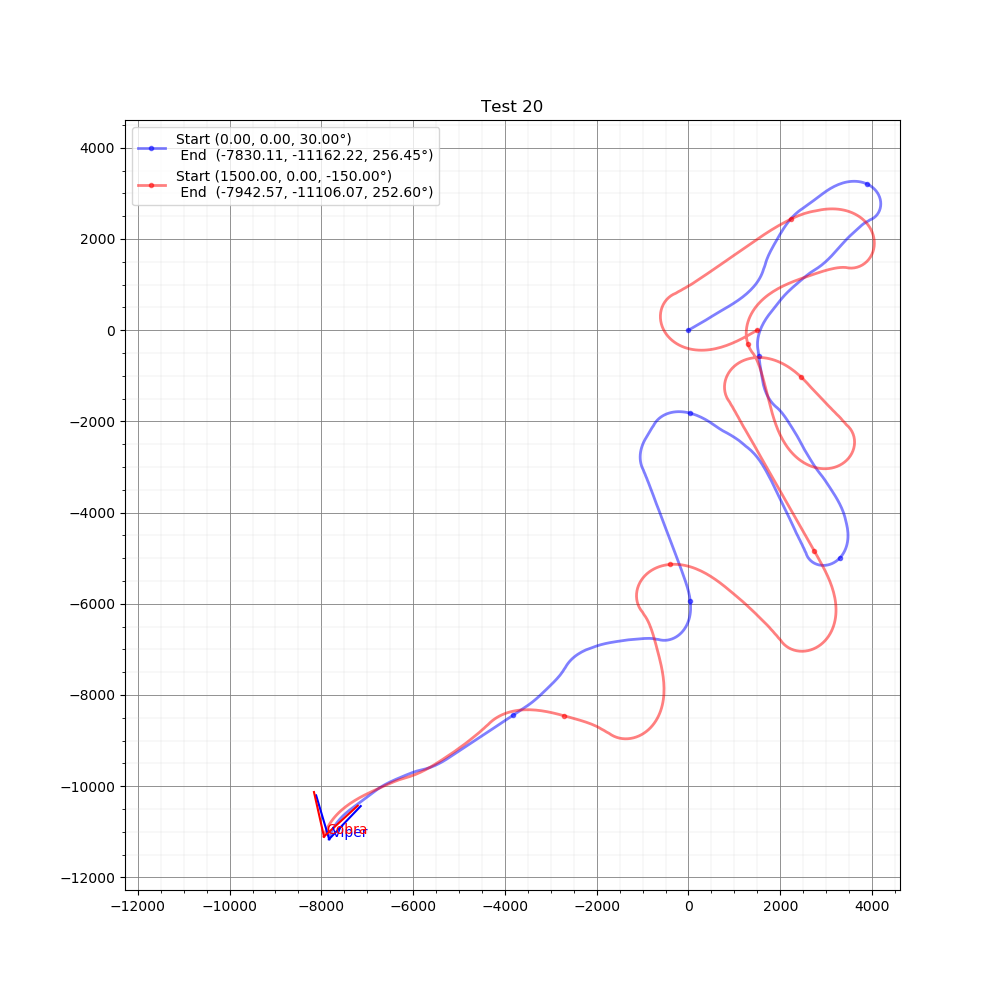 Test 20
Start (0.00, 0.00, 30.00°)
End (-7830.11, -11162.22, 256.45°)
Start (1500.00, 0.00, -150.00°)
End (-7942.57, -11106.07, 252.60°)
4000
2000
0
−2000
−4000
−6000
−8000
−10000
−12000
Cobra
Viper
−12000 −10000 −8000 −6000 −4000 −2000 0 2000 4000